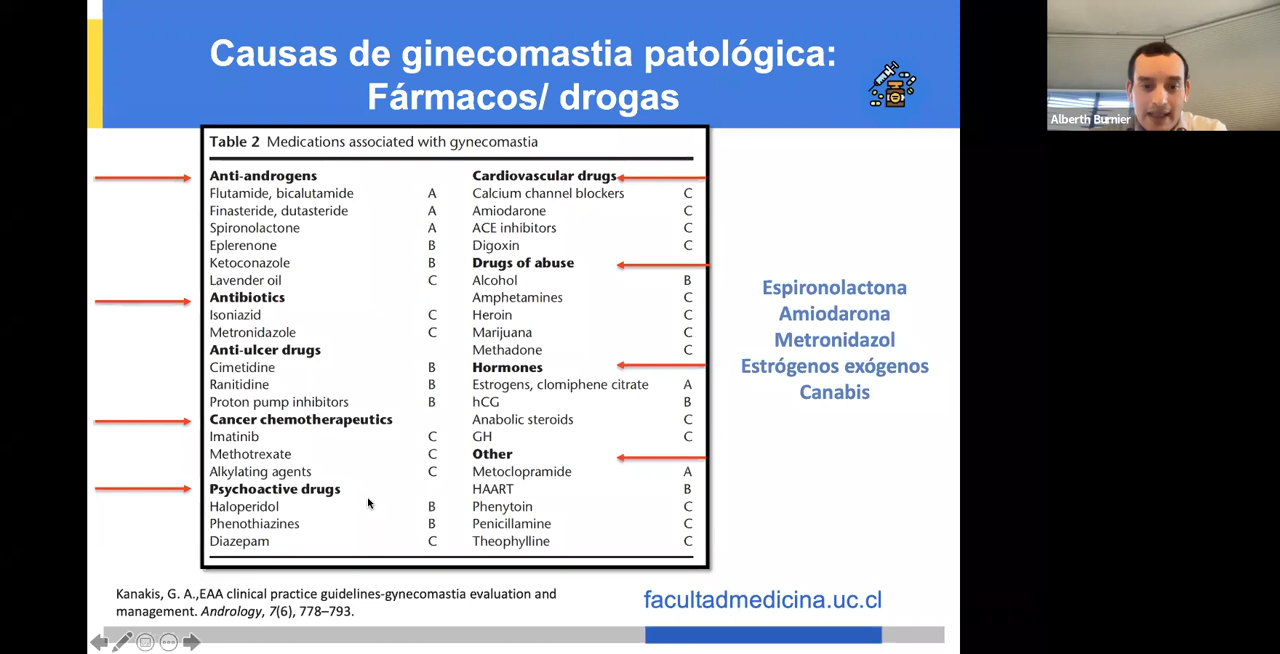 Causas de ginecomastia patológica:
Fármacos/ drogas
Alberth Burnier
Table 2 Medications associated with gynecomastia
Anti-androgens
Flutamide, bicalutamide A
Finasteride, dutasteride A
Spironolactone A
Eplerenone B
Ketoconazole B
Lavender oil C
Antibiotics
Isoniazid C
Metronidazole C
Anti-ulcer drugs
Cimetidine B
Ranitidine B
Proton pump inhibitors B
Cancer chemotherapeutics
Imatinib C
Methotrexate C
Alkylating agents C
Psychoactive drugs
Haloperidol B
Phenothiazines B
Diazepam C
Cardiovascular drugs
Calcium channel blockers C
Amiodarone C
ACE inhibitors C
Digoxin C
Drugs of abuse
Alcohol B
Amphetamines C
Heroin C
Marijuana C
Methadone C
Hormones
Estrogens, clomiphene citrate A
hCG B
Anabolic steroids C
GH C
Other
Metoclopramide A
HAART B
Phenytoin C
Penicillamine C
Theophylline C
Espironolactona
Amiodarona
Metronidazol
Estrógenos exógenos
Canabis
Kanakis, G. A.,EAA clinical practice guidelines-gynecomastia evaluation and
management. Andrology, 7(6), 778–793.
facultadmedicina.uc.cl